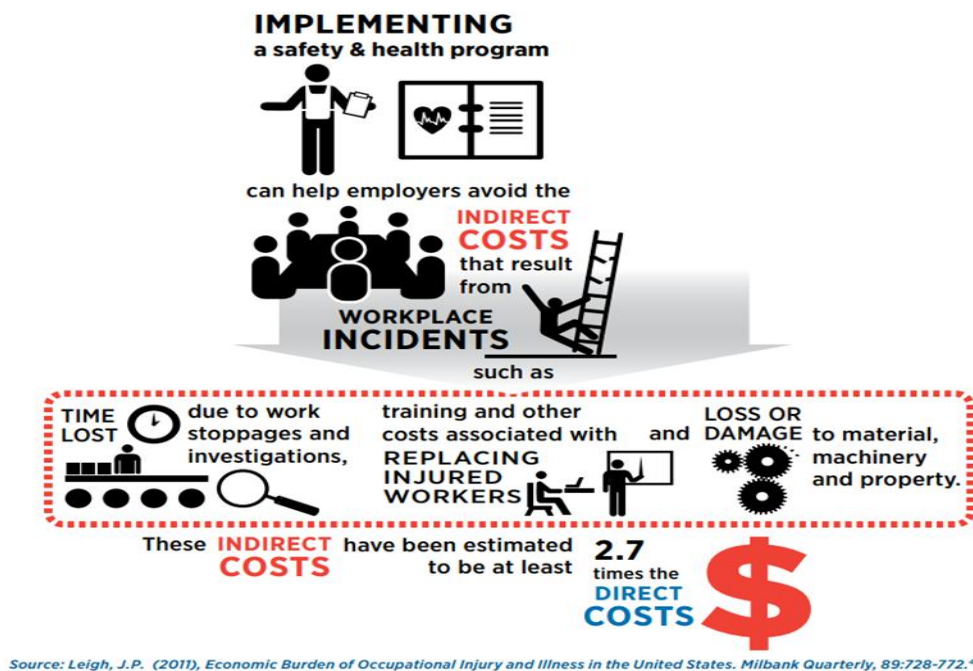 IMPLEMENTING
a safety & health program
can help employers avoid the
INDIRECT
COSTS
that result
from
WORKPLACE
INCIDENTS
such as
TIME
LOST
due to work
stoppages and
investigations,
training and other
costs associated with
REPLACING
INJURED
WORKERS
and
LOSS OR
DAMAGE
to material,
machinery
and property.
These INDIRECT COSTS
have been estimated
to be at least
2.7
times the
DIRECT
COSTS
$
Source: Leigh, J.P. (2011), Economic Burden of Occupational Injury and Illness in the United States. Milbank Quarterly, 89:728-772.